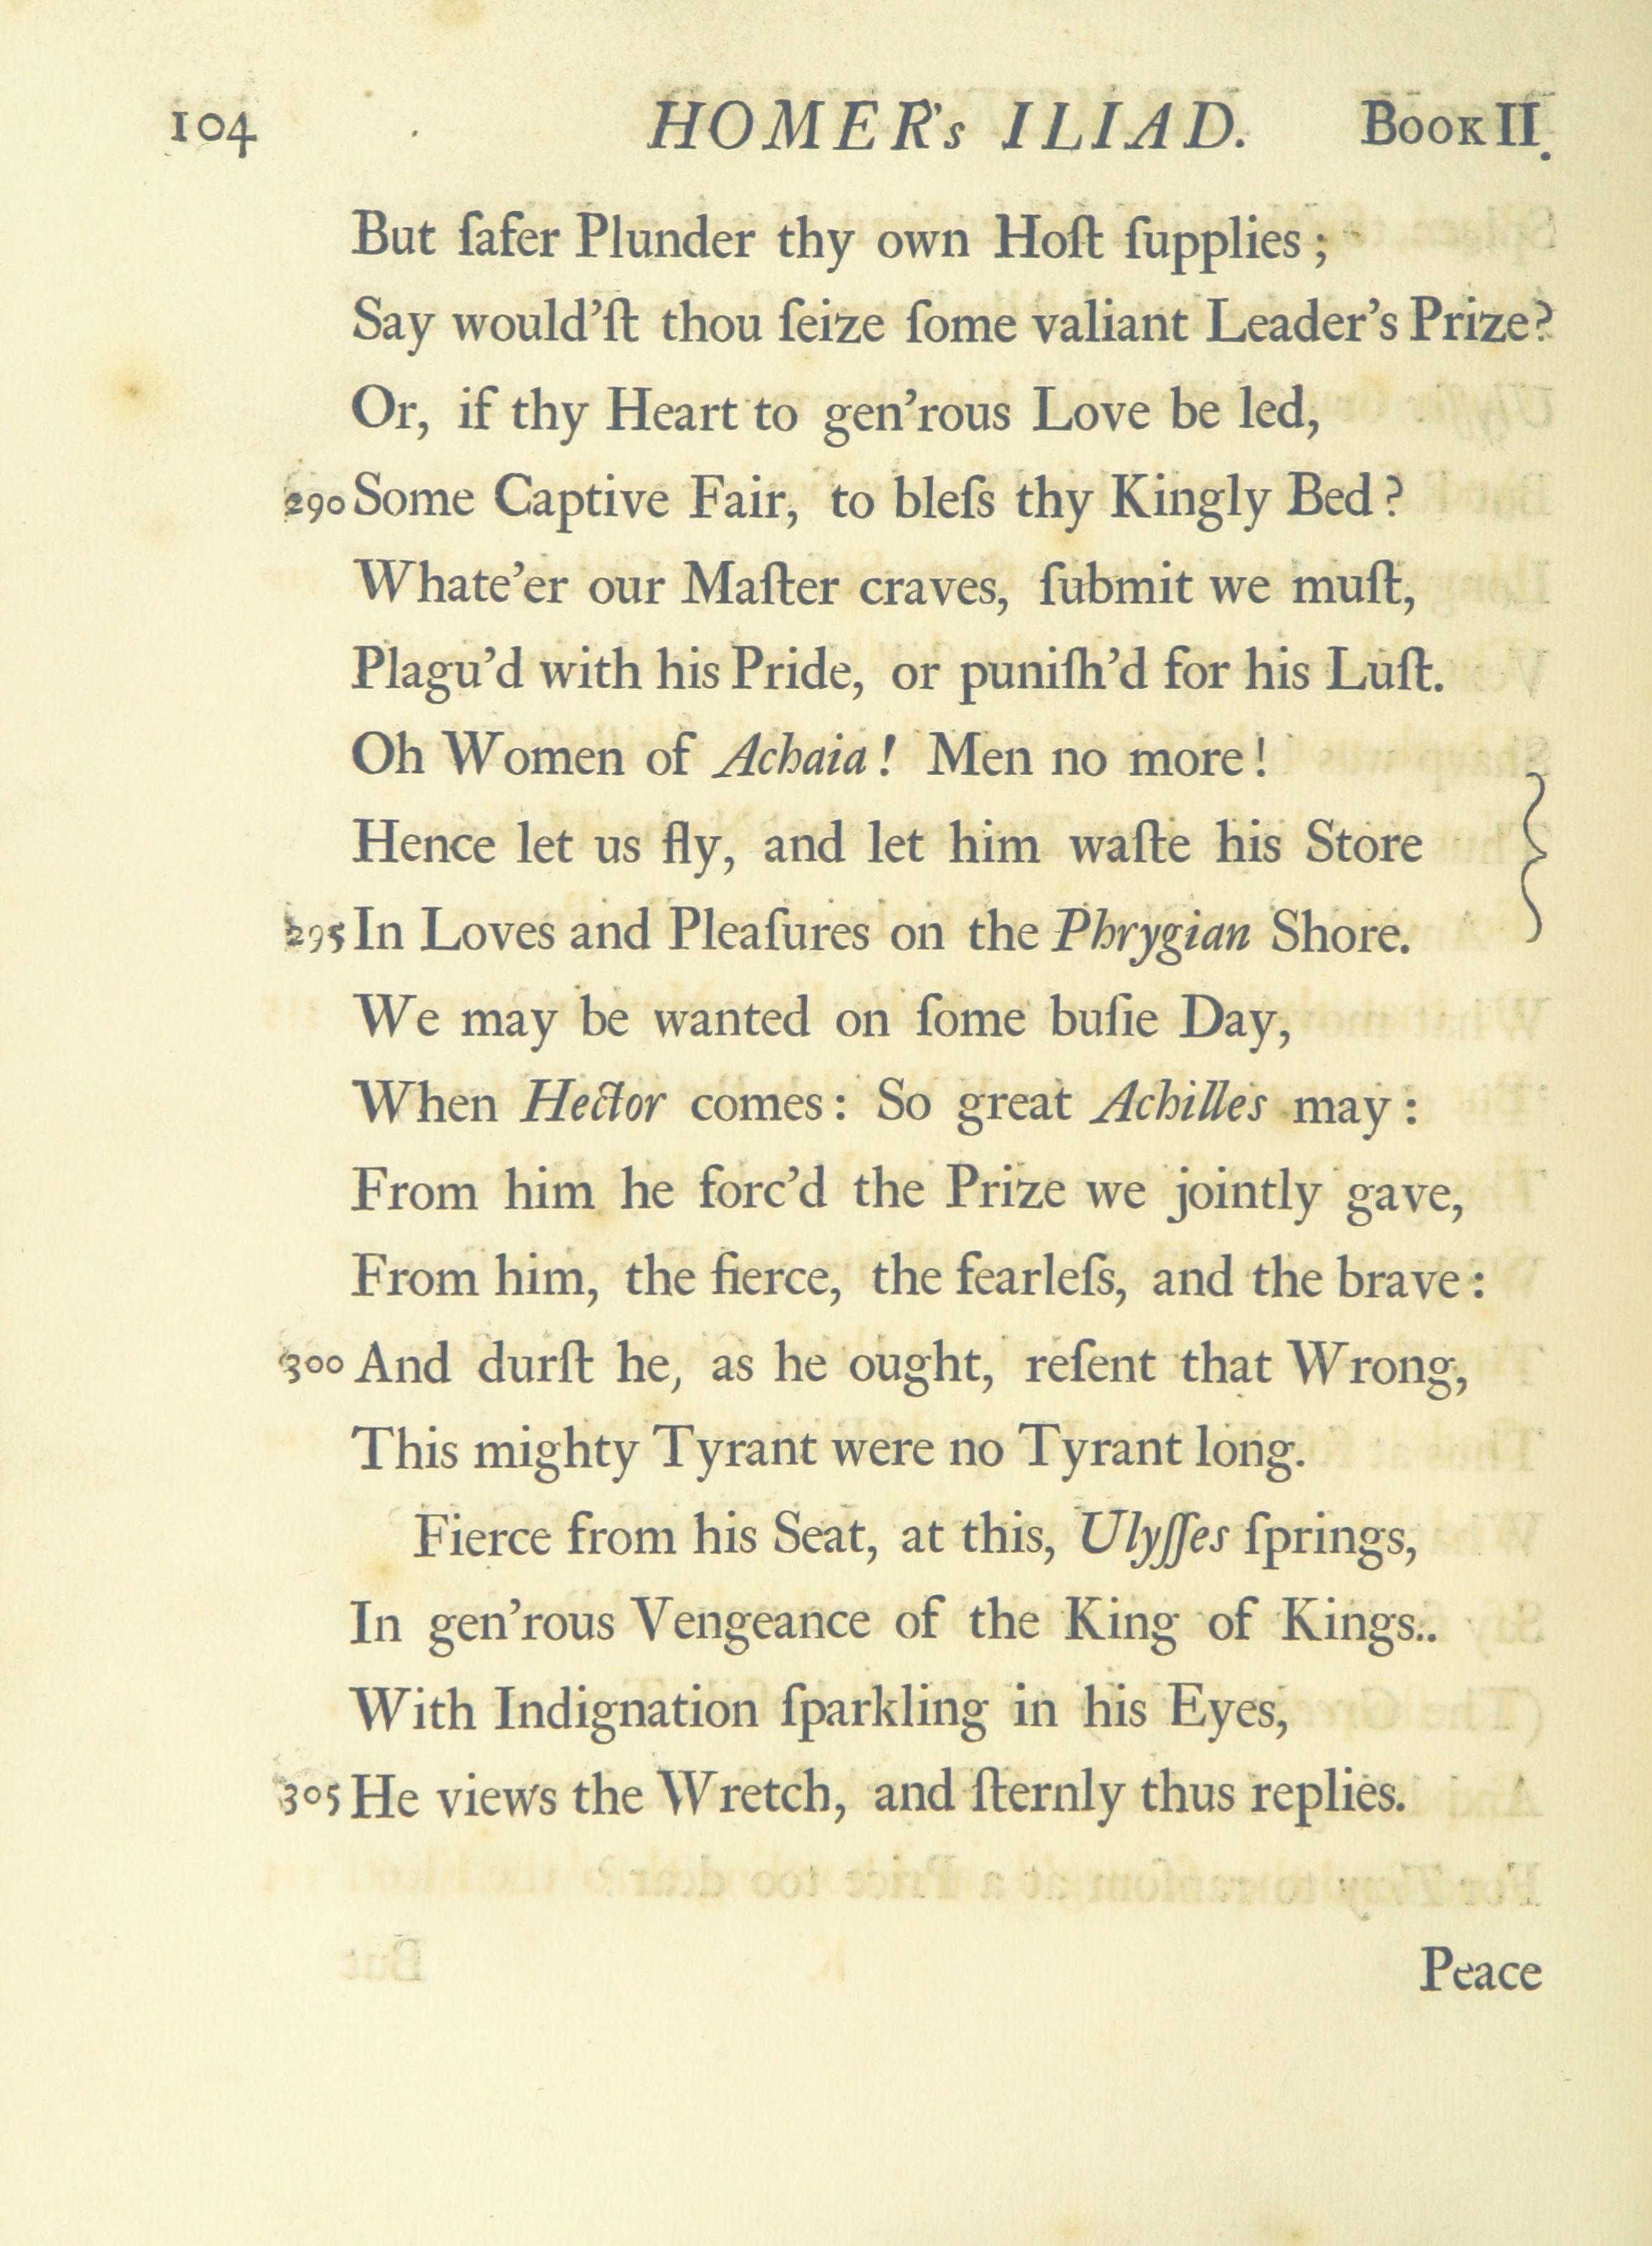 104 HOMER's ILIAD. BOOK II.
But ſafer Plunder thy own Hoſt ſupplies;
Say would'ſt thou ſeize ſome valiant Leader's Prize?
Or, if thy Heart to gen'rous Love be led,
290 Some Captive Fair, to bleſs thy Kingly Bed?
Whate'er our Maſter craves, ſubmit we muſt,
Plagu'd with his Pride, or puniſh'd for his Luſt.
Oh Women of Achaia! Men no more!
Hence let us fly, and let him waſte his Store
295 In Loves and Pleaſures on the Phrygian Shore.
We may be wanted on ſome buſie Day,
When Hector comes: So great Achilles may:
From him he forc'd the Prize we jointly gave,
From him, the fierce, the fearleſs, and the brave:
300 And durſt he, as he ought, reſent that Wrong,
This mighty Tyrant were no Tyrant long.
Fierce from his Seat, at this, Ulyſſes ſprings,
In gen'rous Vengeance of the King of Kings..
With Indignation ſparkling in his Eyes,
305 He views the Wretch, and ſternly thus replies.
Peace